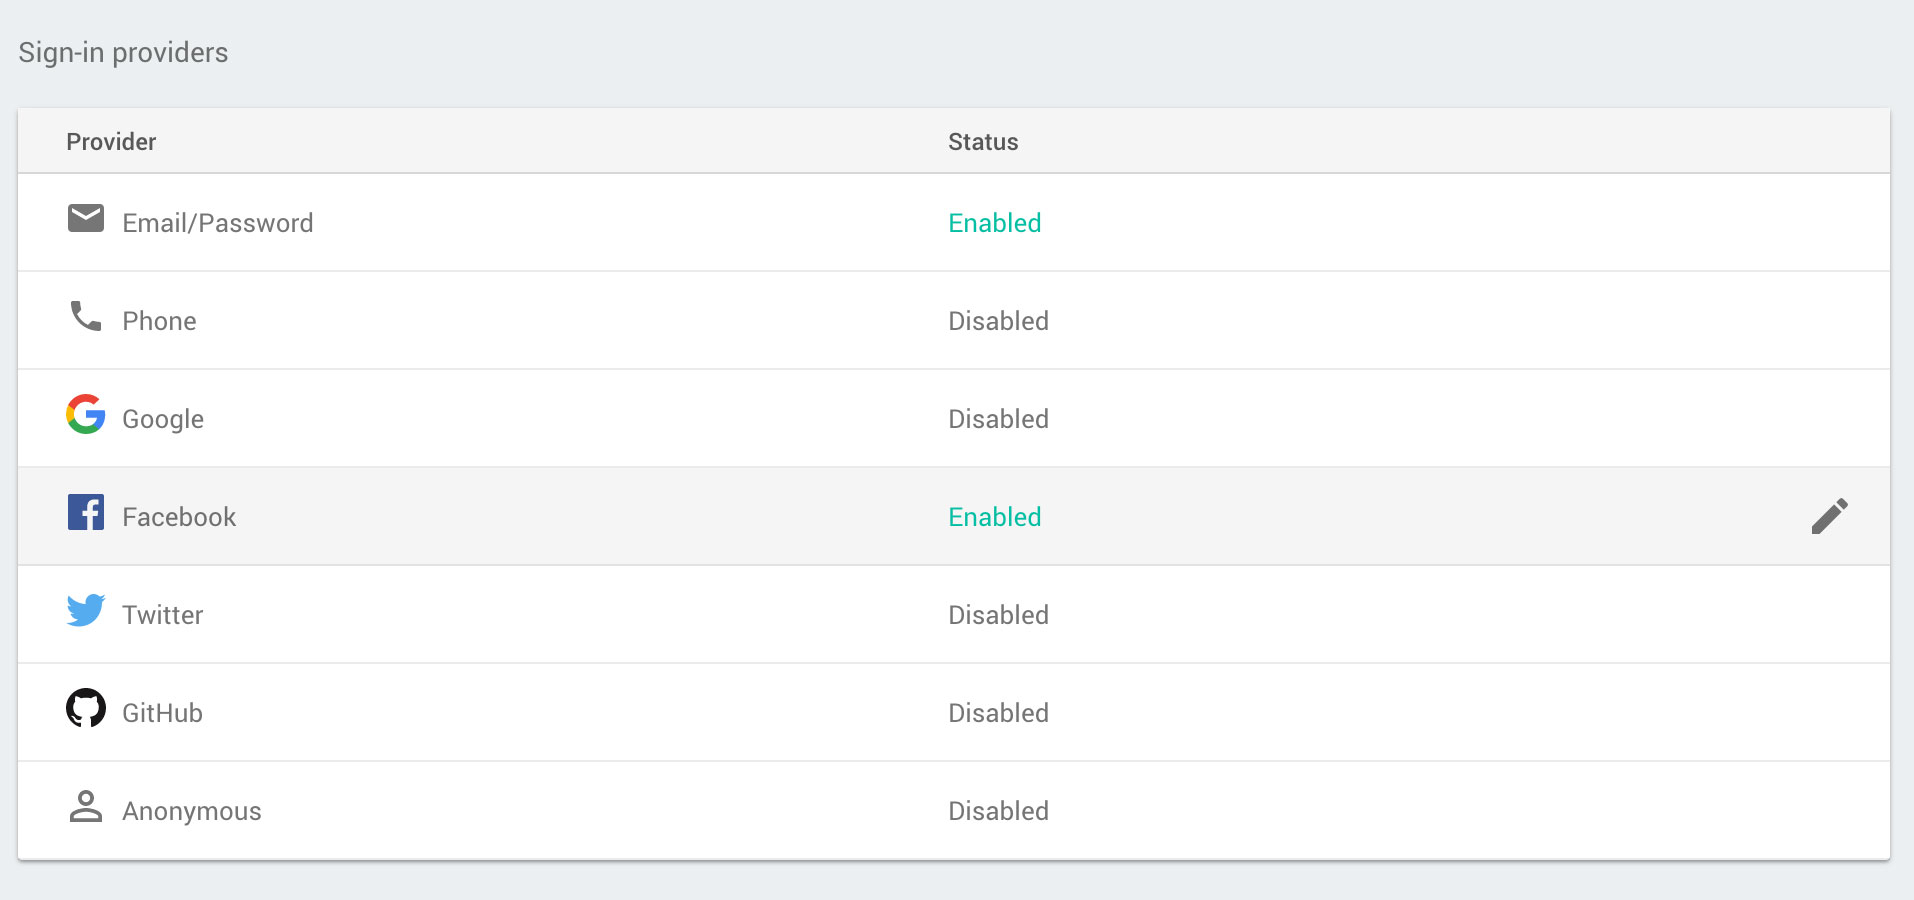 Sign-in providers
Provider Status
Email/Password Enabled
Phone Disabled
Google Disabled
Facebook Enabled
Twitter Disabled
GitHub Disabled
Anonymous Disabled